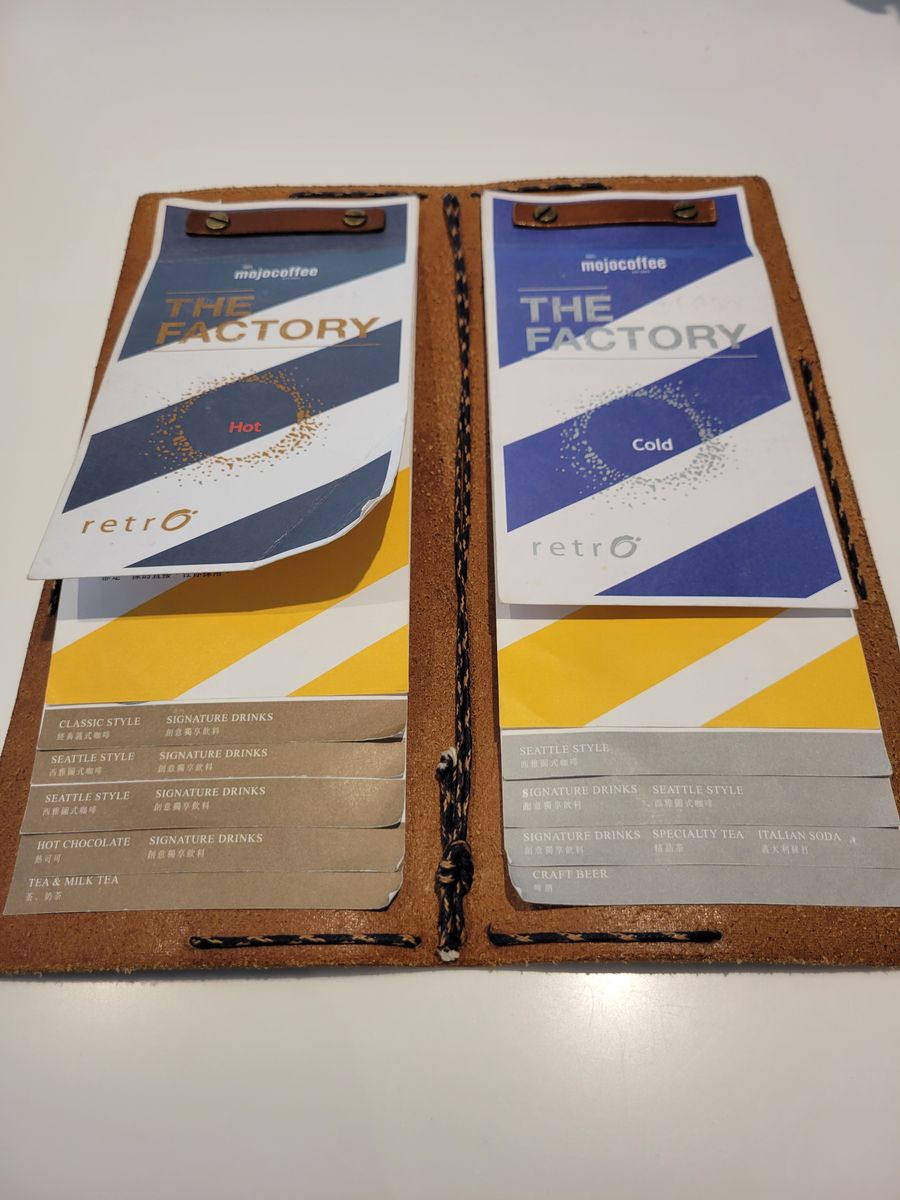 mojocoffee
THE
FACTORY
Hot
retrO
CLASSIC STYLE SIGNATURE DRINKS
經典義式咖啡 創意獨享飲料
SEATTLE STYLE SIGNATURE DRINKS
西雅圖式咖啡 創意獨享飲料
SEATTLE STYLE SIGNATURE DRINKS
西雅圖式咖啡 創意獨享飲料
HOT CHOCOLATE SIGNATURE DRINKS
熱可可 創意獨享飲料
TEA & MILK TEA
茶、奶茶
mojocoffee
THE
FACTORY
Cold
retrO
SEATTLE STYLE
西雅圖式咖啡
SIGNATURE DRINKS SEATTLE STYLE
創意獨享飲料 西雅圖式咖啡
SIGNATURE DRINKS SPECIALTY TEA ITALIAN SODA
創意獨享飲料 精品茶 義大利蘇打
CRAFT BEER
啤酒